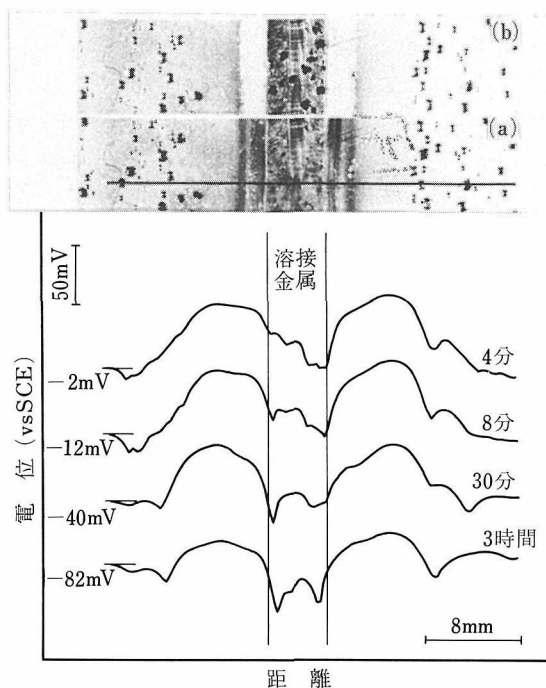 (b)
(a)
50mV
溶接
金属
4分
−2mV
8分
−12mV
30分
−40mV
3時間
−82mV
8mm
電位(vsSCE)
距離